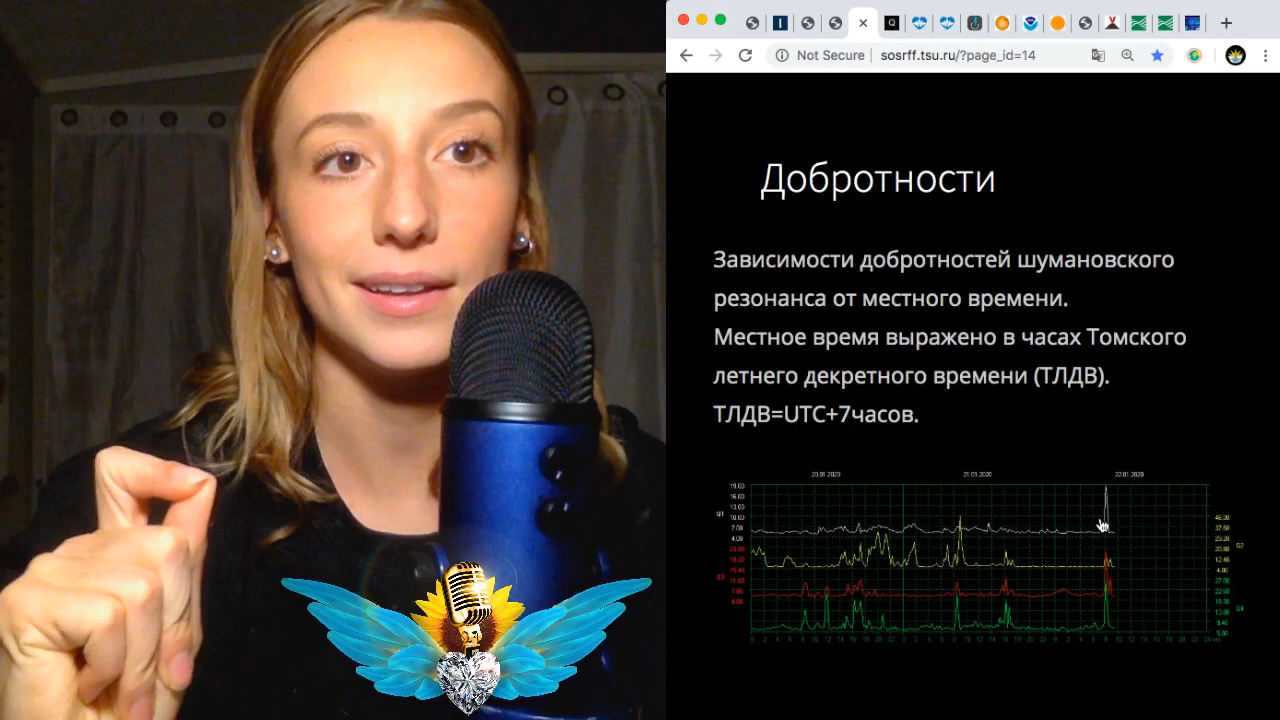 Not Secure | sosrff.tsu.ru/?page_id=14
Добротности
Зависимости добротностей шумановского
резонанса от местного времени.
Местное время выражено в часах Томского
летнего декретного времени (ТЛДВ).
ТЛДВ=UTC+7часов.